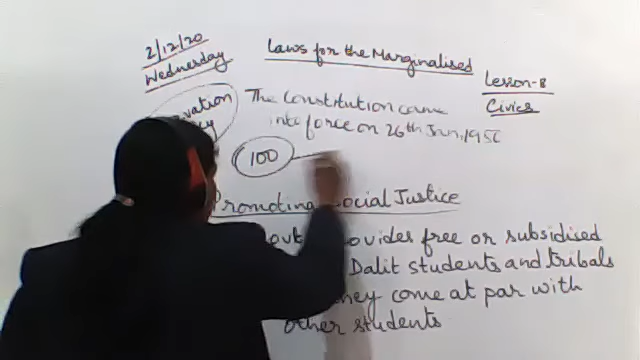 2/12/20
Wednesday
Laws for the Marginalised
Lesson-8
Civics
The Constitution came
into force on 26th Jan, 195
100
Promoting Social Justice
provides free or subsidised
Dalit students and tribals
they come at par with
other students